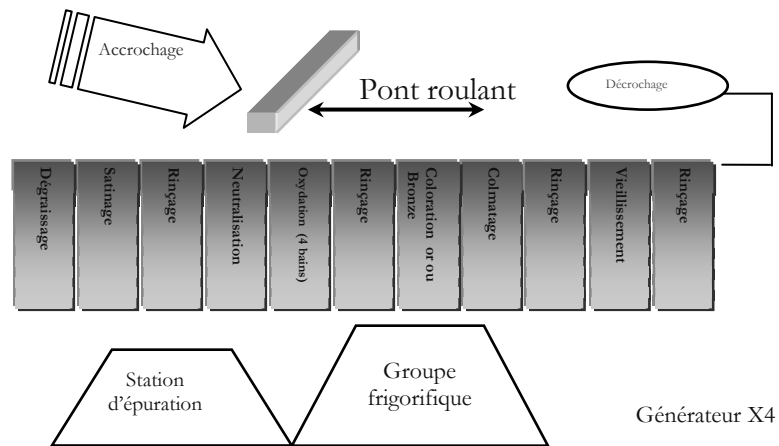 Accrochage
Pont roulant
Décrochage
Dégraissage
Satinage
Rinçage
Neutralisation
Oxydation (4 bains)
Rinçage
Coloration or ou
Bronze
Colmatage
Rinçage
Vieillissement
Rinçage
Station
d'épuration
Groupe
frigorifique
Générateur X4